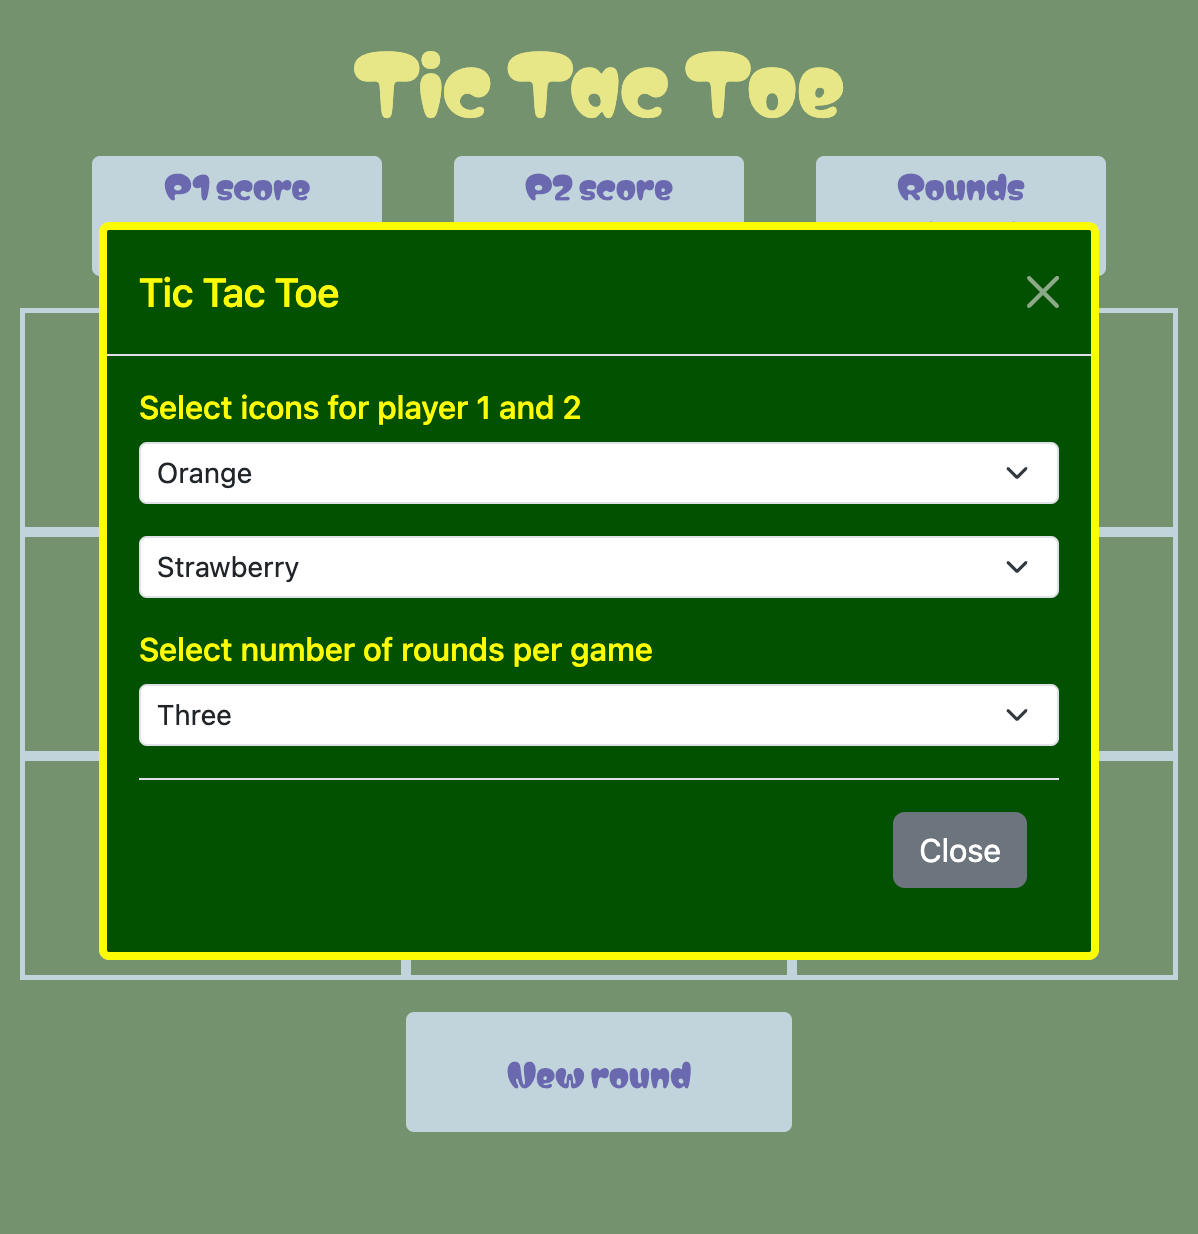 Tic Tac Toe
P1 score
P2 score
Rounds
Tic Tac Toe
Select icons for player 1 and 2
Orange
Strawberry
Select number of rounds per game
Three
Close
New round